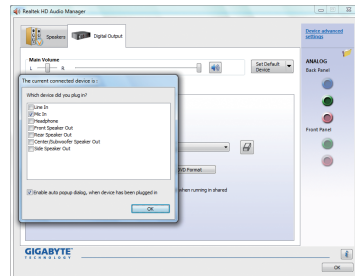 Realtek HD Audio Manager
Speakers
Digital Output
Device advanced settings
Main Volume
L
R
Set Default Device
ANALOG
Back Panel
Front Panel
The current connected device is :
Which device did you plug in?
Line In
Mic In
Headphone
Front Speaker Out
Rear Speaker Out
Center/Subwoofer Speaker Out
Side Speaker Out
Enable auto popup dialog, when device has been plugged in
OK
DVD Format
when running in shared
GIGABYTE
TECHNOLOGY
OK